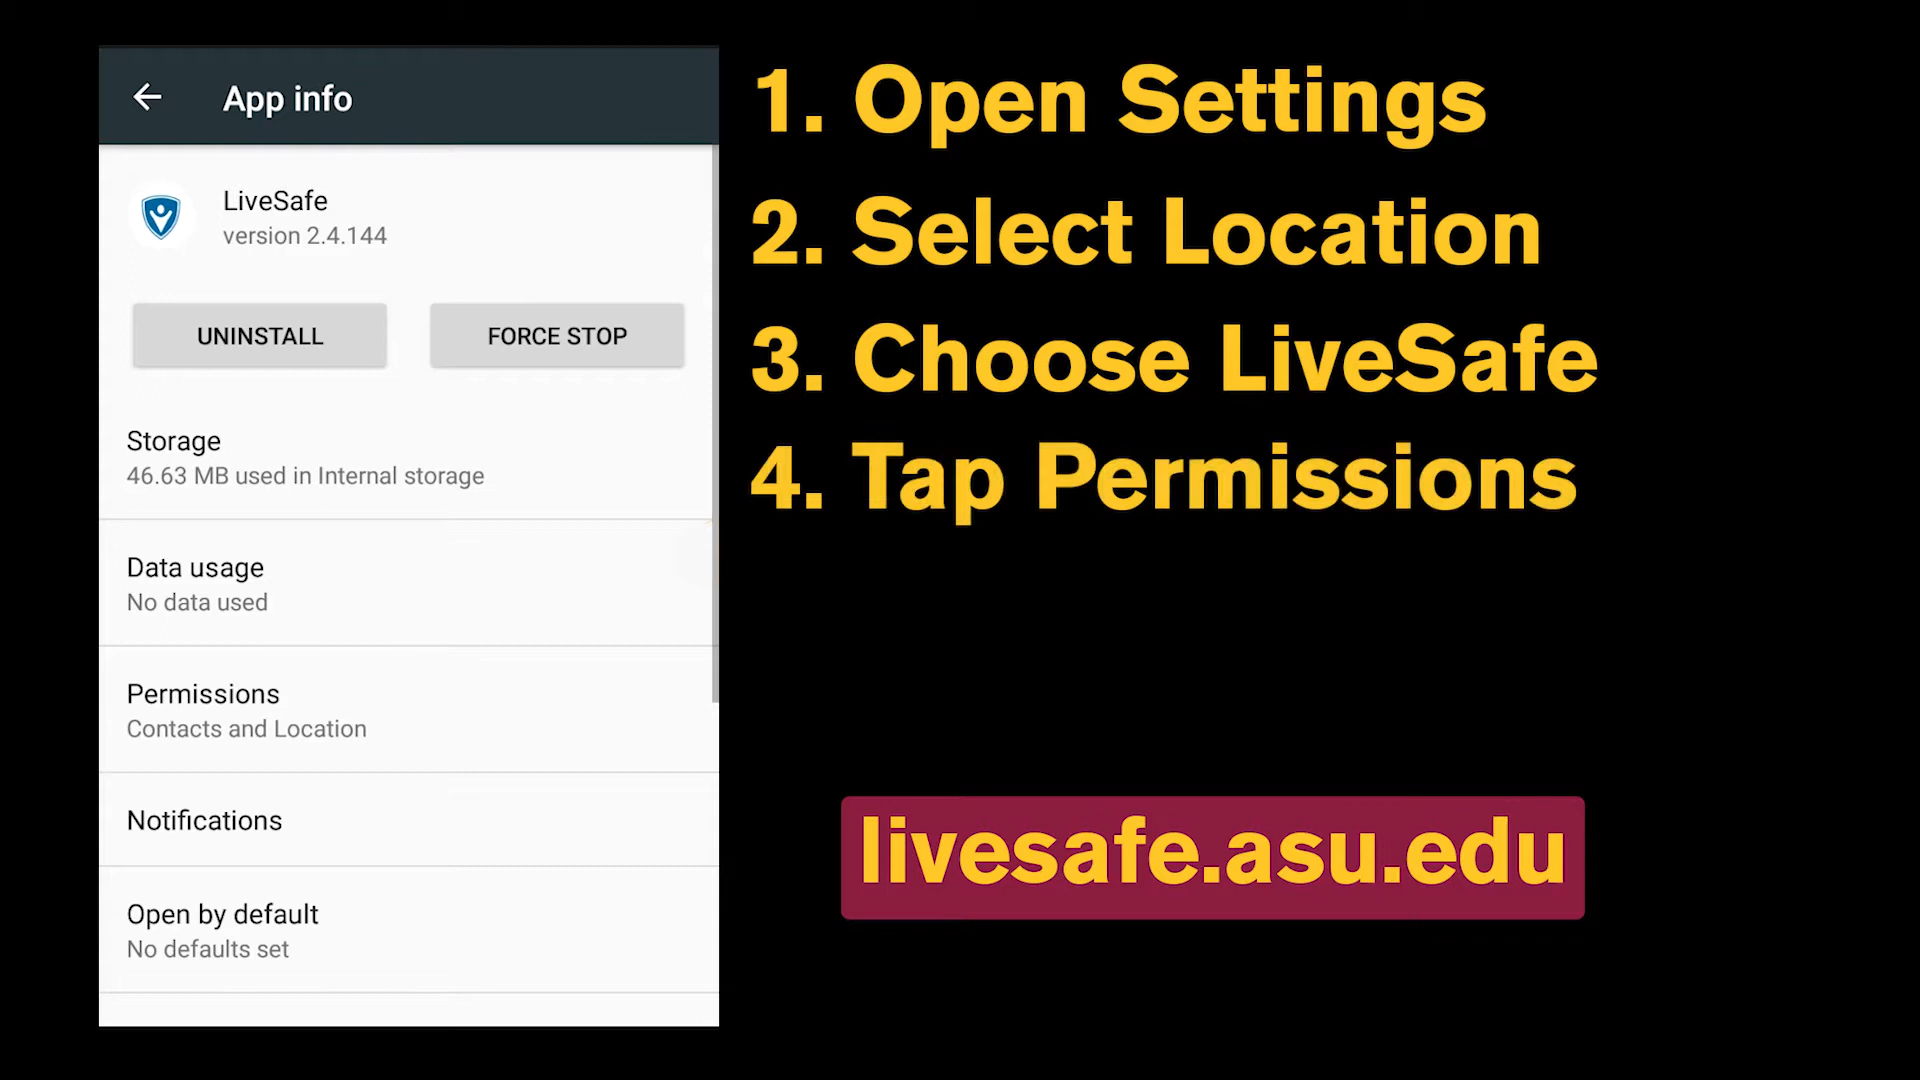 App info
LiveSafe
version 2.4.144
UNINSTALL
FORCE STOP
Storage
46.63 MB used in Internal storage
Data usage
No data used
Permissions
Contacts and Location
Notifications
Open by default
No defaults set
1. Open Settings
2. Select Location
3. Choose LiveSafe
4. Tap Permissions
livesafe.asu.edu